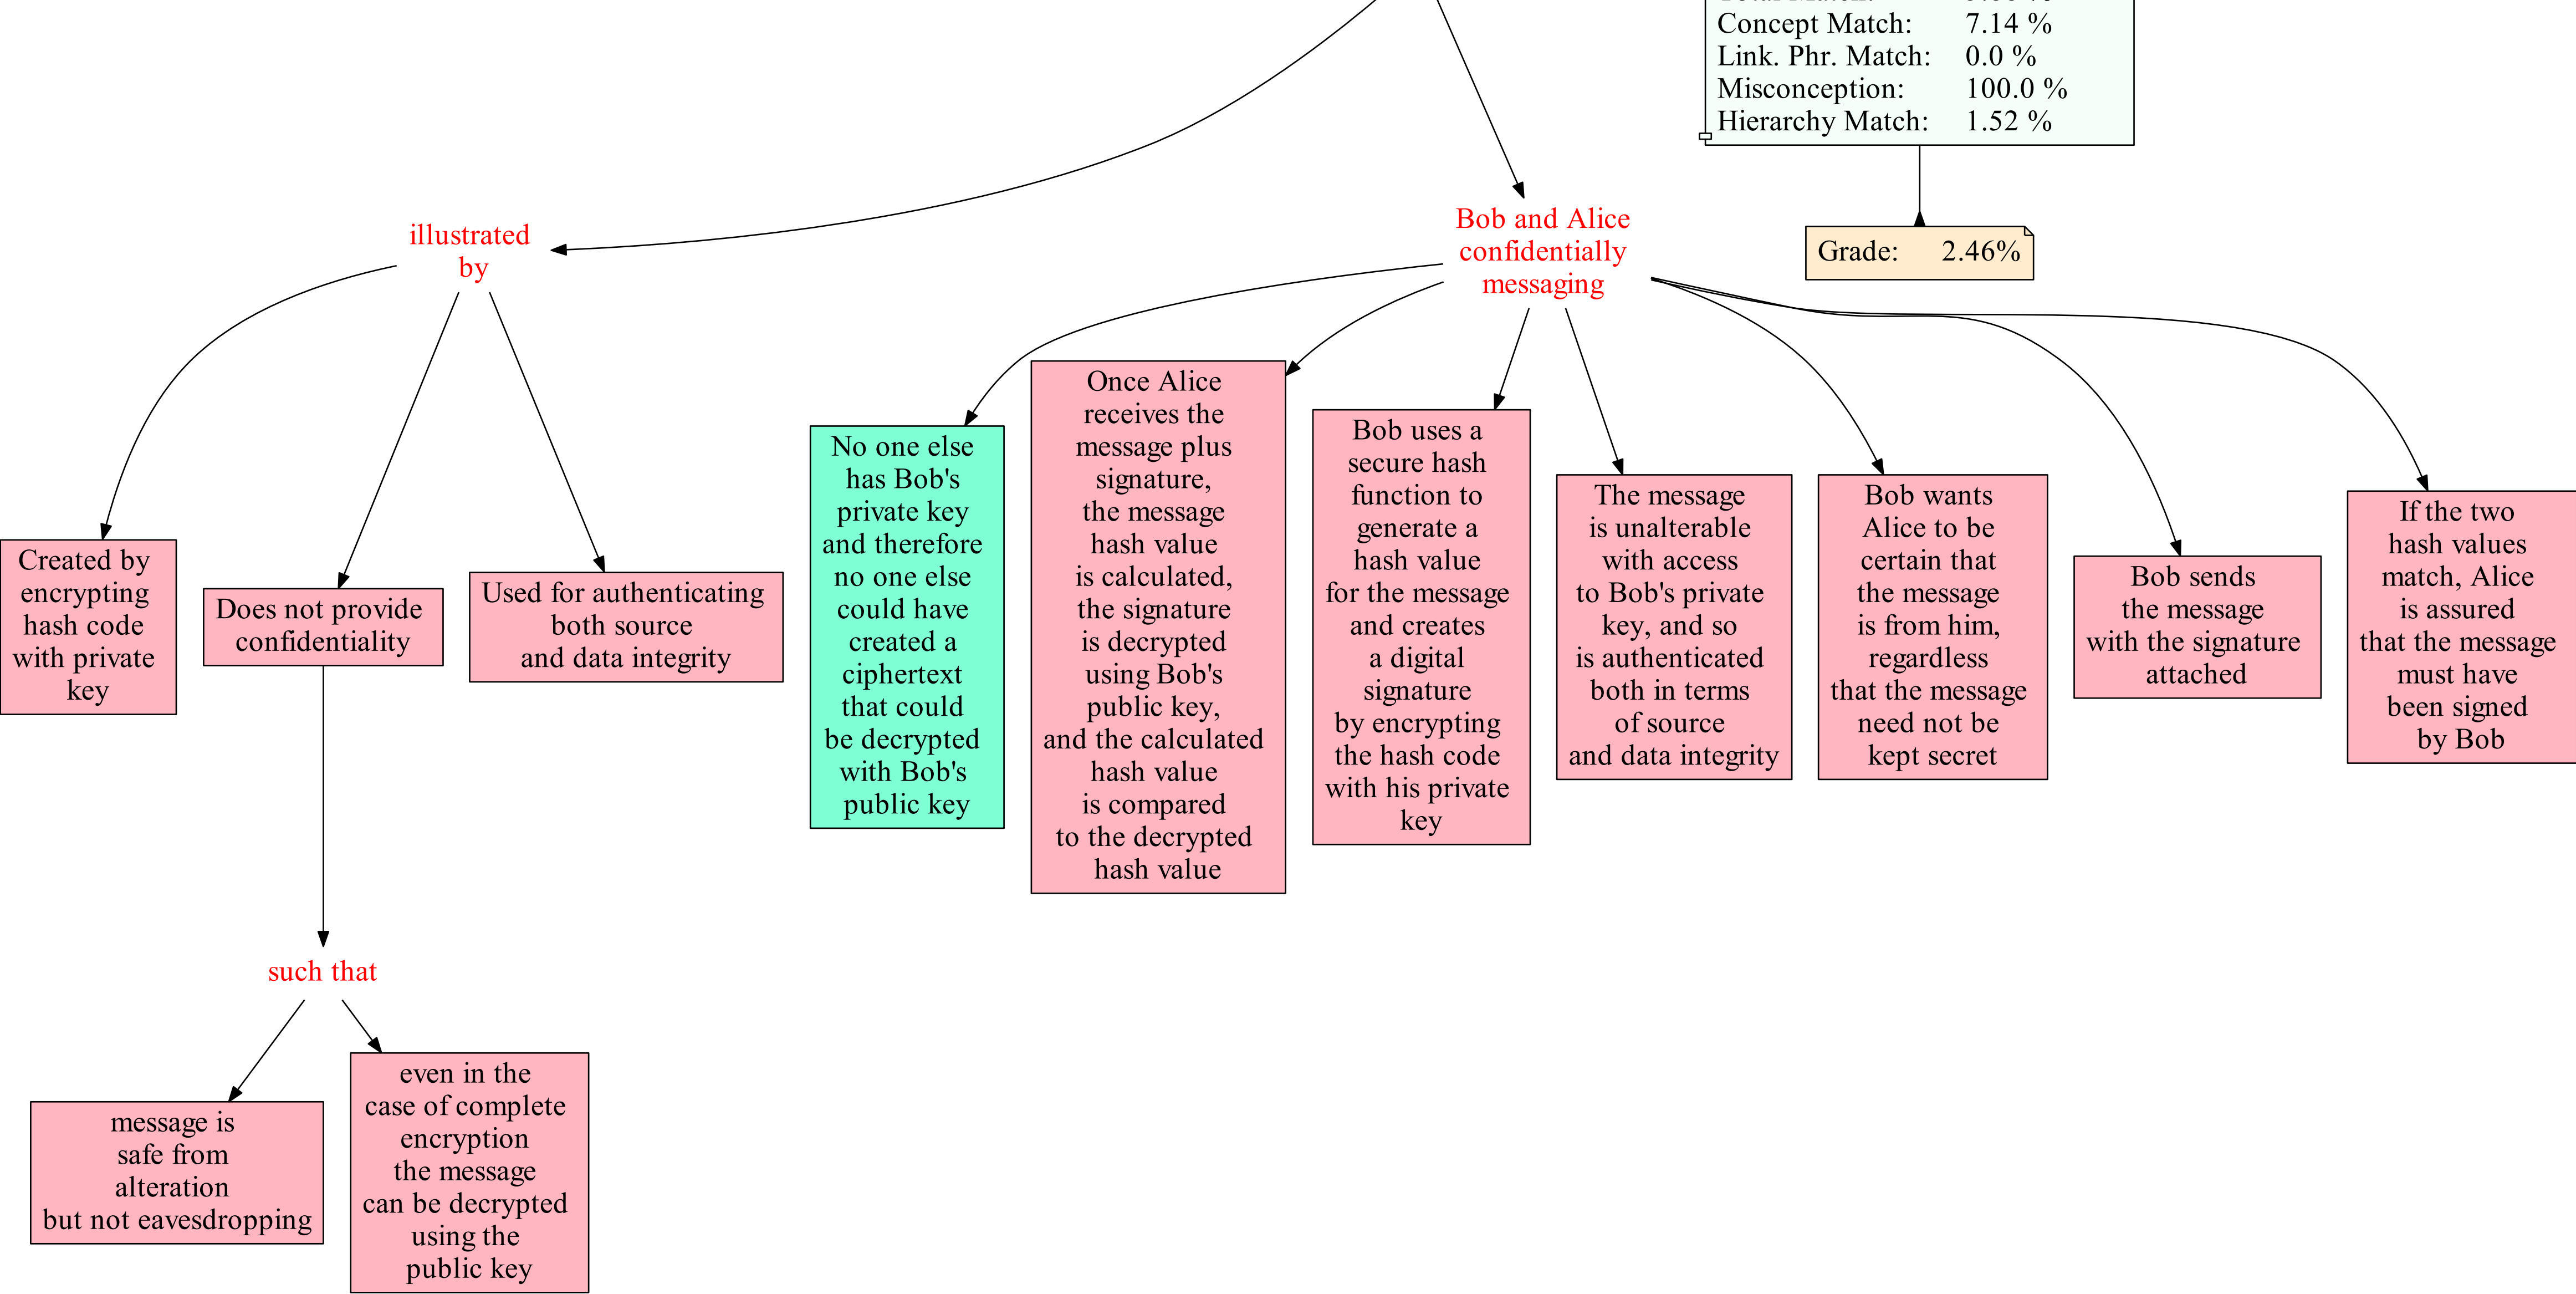 Concept Match: 7.14 %
Link. Phr. Match: 0.0 %
Misconception: 100.0 %
Hierarchy Match: 1.52 %
illustrated
by
Bob and Alice
confidentially
messaging
Grade: 2.46%
Created by
encrypting
hash code
with private
key
Does not provide
confidentiality
Used for authenticating
both source
and data integrity
No one else
has Bob's
private key
and therefore
no one else
could have
created a
ciphertext
that could
be decrypted
with Bob's
public key
Once Alice
receives the
message plus
signature,
the message
hash value
is calculated,
the signature
is decrypted
using Bob's
public key,
and the calculated
hash value
is compared
to the decrypted
hash value
Bob uses a
secure hash
function to
generate a
hash value
for the message
and creates
a digital
signature
by encrypting
the hash code
with his private
key
The message
is unalterable
with access
to Bob's private
key, and so
is authenticated
both in terms
of source
and data integrity
Bob wants
Alice to be
certain that
the message
is from him,
regardless
that the message
need not be
kept secret
Bob sends
the message
with the signature
attached
If the two
hash values
match, Alice
is assured
that the message
must have
been signed
by Bob
such that
message is
safe from
alteration
but not eavesdropping
even in the
case of complete
encryption
the message
can be decrypted
using the
public key